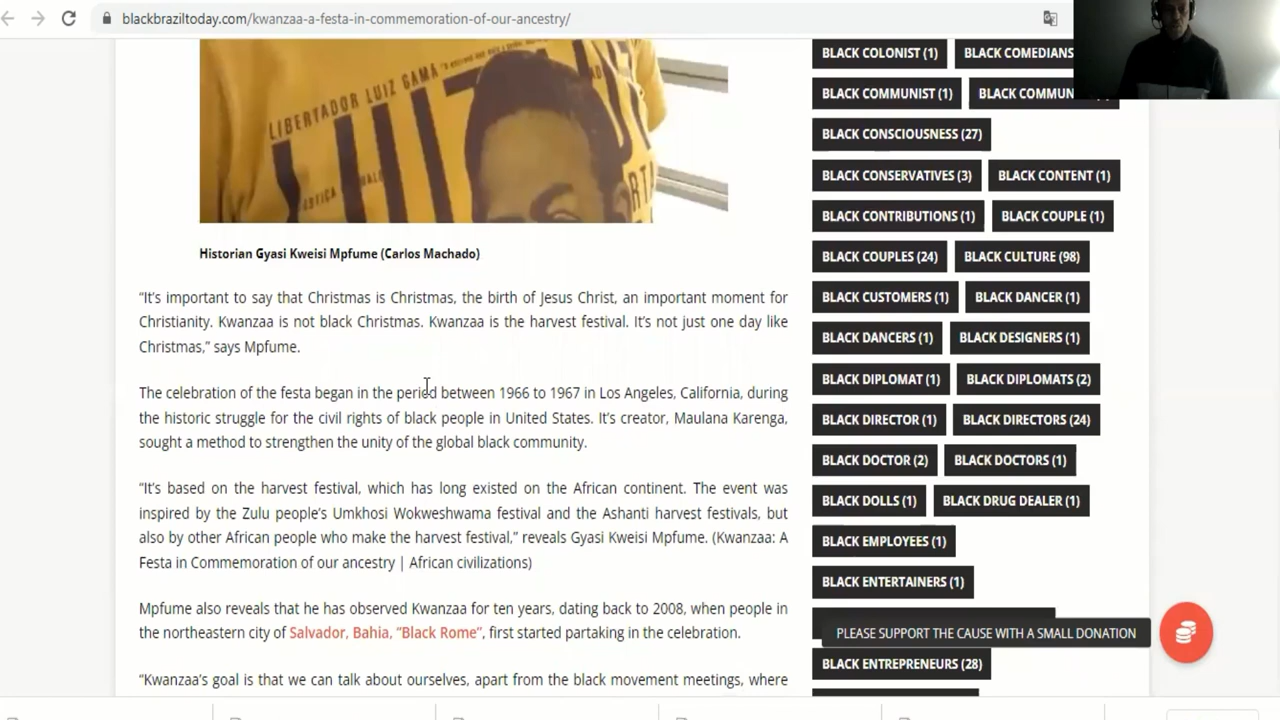 blackbraziltoday.com/kwanzaa-a-festa-in-commemoration-of-our-ancestry/
LIBERTADOR LUIZ GAMA
Historian Gyasi Kweisi Mpfume (Carlos Machado)
“It’s important to say that Christmas is Christmas, the birth of Jesus Christ, an important moment for
Christianity. Kwanzaa is not black Christmas. Kwanzaa is the harvest festival. It’s not just one day like
Christmas,” says Mpfume.
The celebration of the festa began in the period between 1966 to 1967 in Los Angeles, California, during
the historic struggle for the civil rights of black people in United States. It’s creator, Maulana Karenga,
sought a method to strengthen the unity of the global black community.
“It’s based on the harvest festival, which has long existed on the African continent. The event was
inspired by the Zulu people’s Umkhosi Wokweshwama festival and the Ashanti harvest festivals, but
also by other African people who make the harvest festival,” reveals Gyasi Kweisi Mpfume. (Kwanzaa: A
Festa in Commemoration of our ancestry | African civilizations)
Mpfume also reveals that he has observed Kwanzaa for ten years, dating back to 2008, when people in
the northeastern city of Salvador, Bahia, “Black Rome”, first started partaking in the celebration.
“Kwanzaa’s goal is that we can talk about ourselves, apart from the black movement meetings, where
BLACK COLONIST (1) BLACK COMEDIANS
BLACK COMMUNIST (1)
BLACK CONSCIOUSNESS (27)
BLACK CONSERVATIVES (3) BLACK CONTENT (1)
BLACK CONTRIBUTIONS (1) BLACK COUPLE (1)
BLACK COUPLES (24) BLACK CULTURE (98)
BLACK CUSTOMERS (1) BLACK DANCER (1)
BLACK DANCERS (1) BLACK DESIGNERS (1)
BLACK DIPLOMAT (1) BLACK DIPLOMATS (2)
BLACK DIRECTOR (1) BLACK DIRECTORS (24)
BLACK DOCTOR (2) BLACK DOCTORS (1)
BLACK DOLLS (1) BLACK DRUG DEALER (1)
BLACK EMPLOYEES (1)
BLACK ENTERTAINERS (1)
PLEASE SUPPORT THE CAUSE WITH A SMALL DONATION
BLACK ENTREPRENEURS (28)